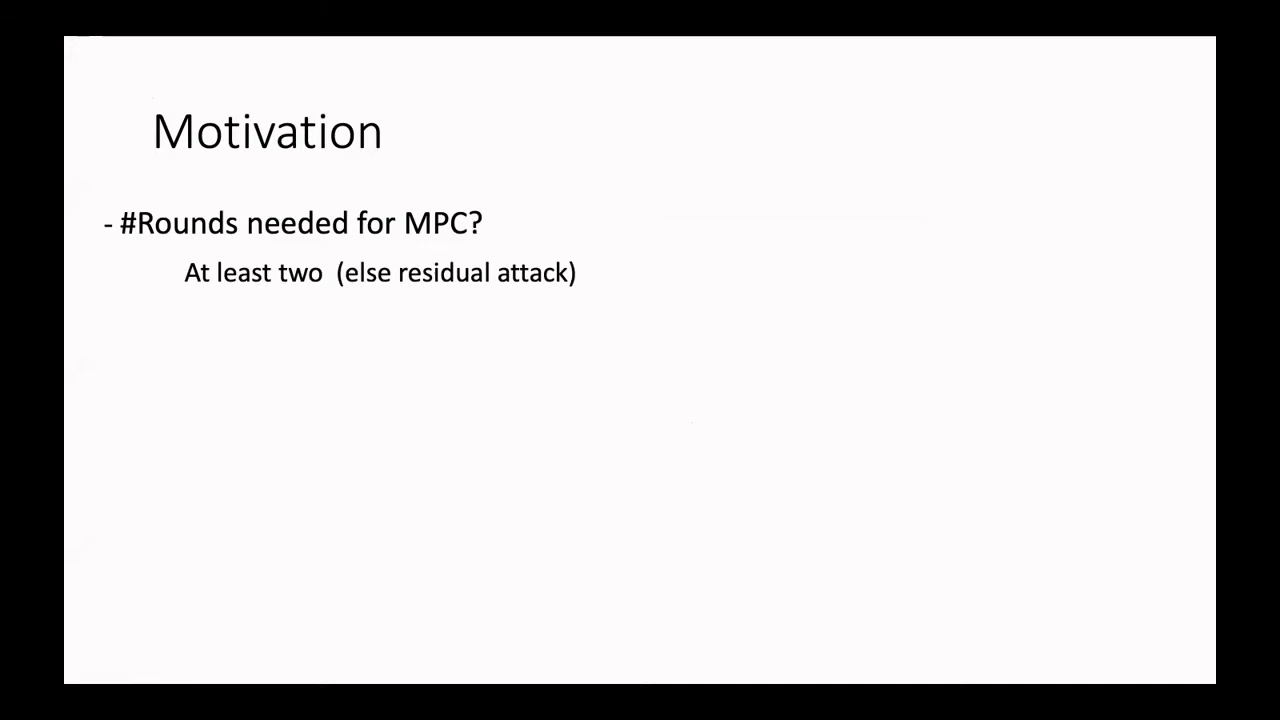 Motivation
- #Rounds needed for MPC?
At least two (else residual attack)